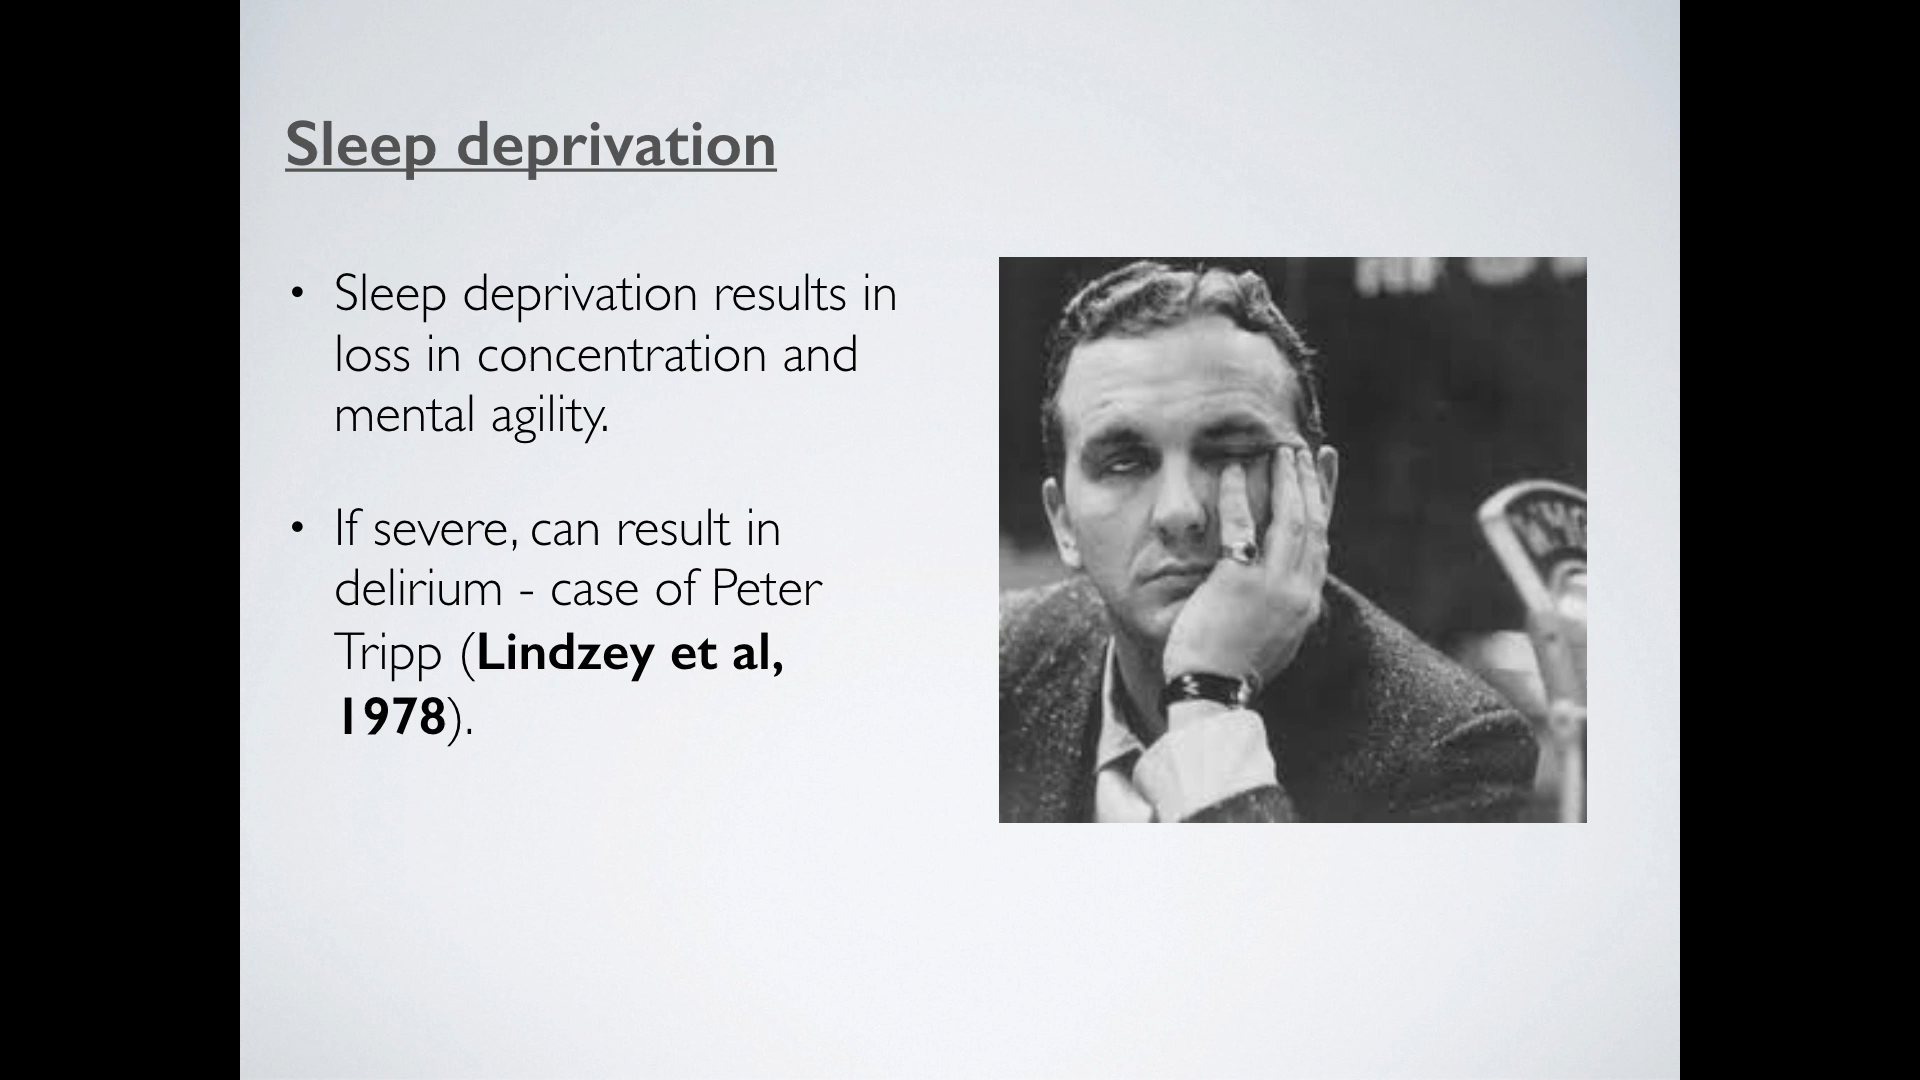 Sleep deprivation
• Sleep deprivation results in
loss in concentration and
mental agility.
• If severe, can result in
delirium - case of Peter
Tripp (Lindzey et al,
1978).